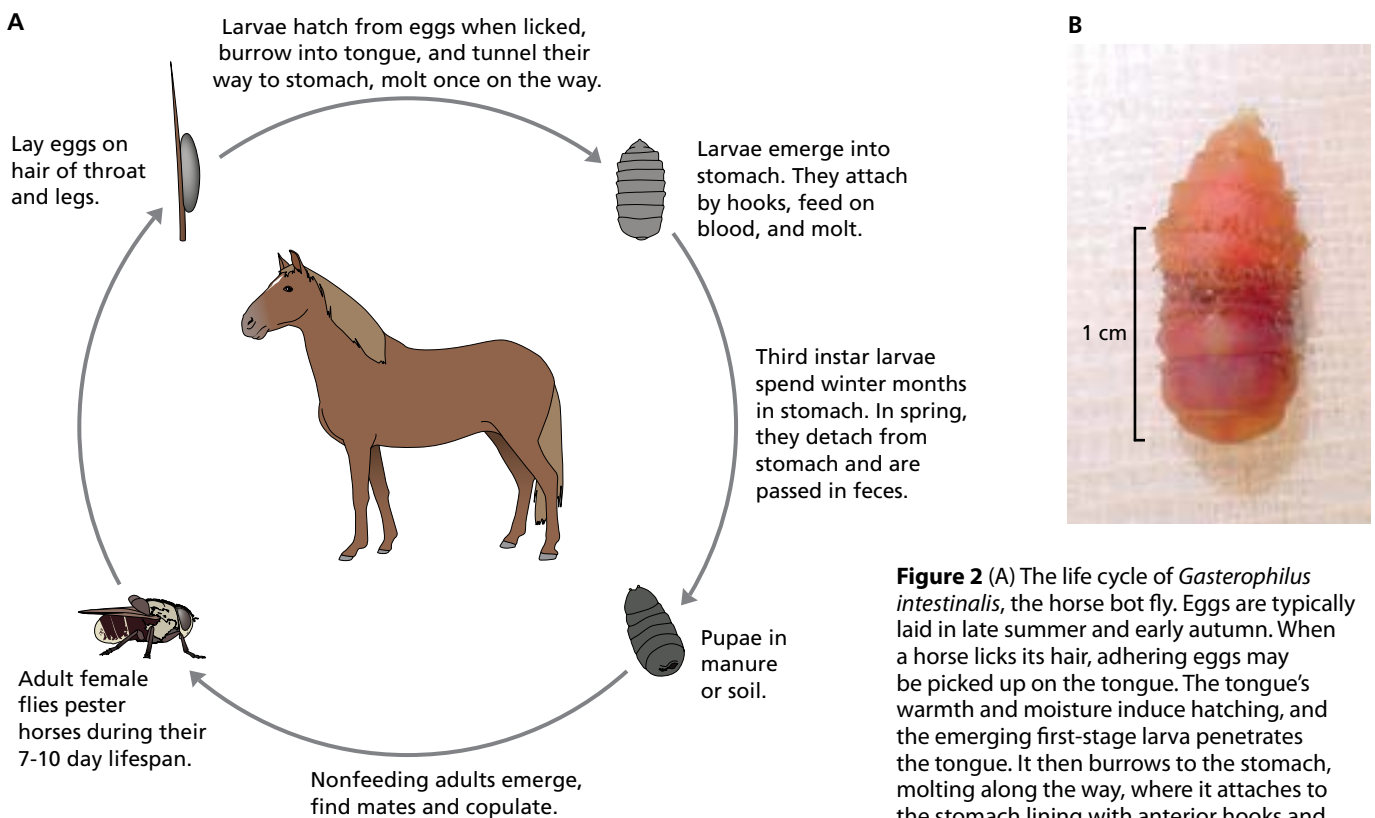 A
Larvae hatch from eggs when licked,
burrow into tongue, and tunnel their
way to stomach, molt once on the way.
Lay eggs on
hair of throat
and legs.
Larvae emerge into
stomach. They attach
by hooks, feed on
blood, and molt.
Third instar larvae
spend winter months
in stomach. In spring,
they detach from
stomach and are
passed in feces.
Pupae in
manure
or soil.
Nonfeeding adults emerge,
find mates and copulate.
Adult female
flies pester
horses during their
7-10 day lifespan.
B
1 cm
Figure 2 (A) The life cycle of Gasterophilus
intestinalis, the horse bot fly. Eggs are typically
laid in late summer and early autumn. When
a horse licks its hair, adhering eggs may
be picked up on the tongue. The tongue's
warmth and moisture induce hatching, and
the emerging first-stage larva penetrates
the tongue. It then burrows to the stomach,
molting along the way, where it attaches to
the stomach lining with anterior hooks and